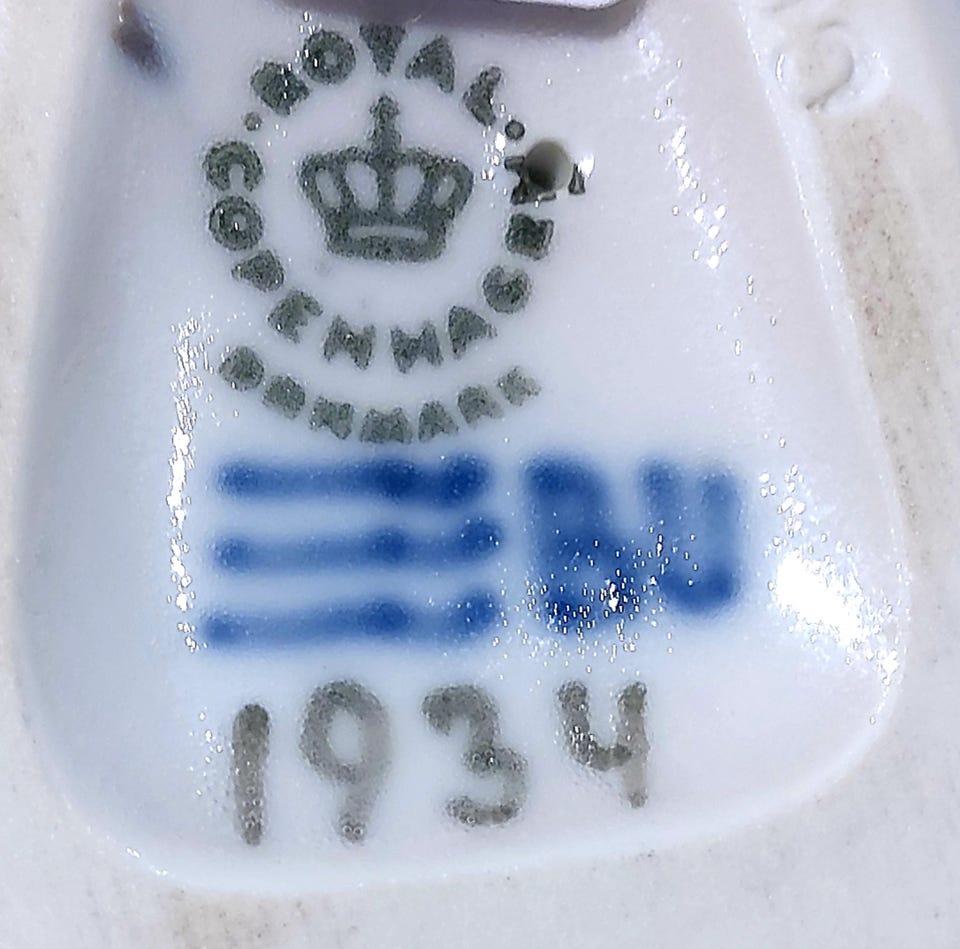 ROYAL
COPENHAGEN
DENMARK
1934